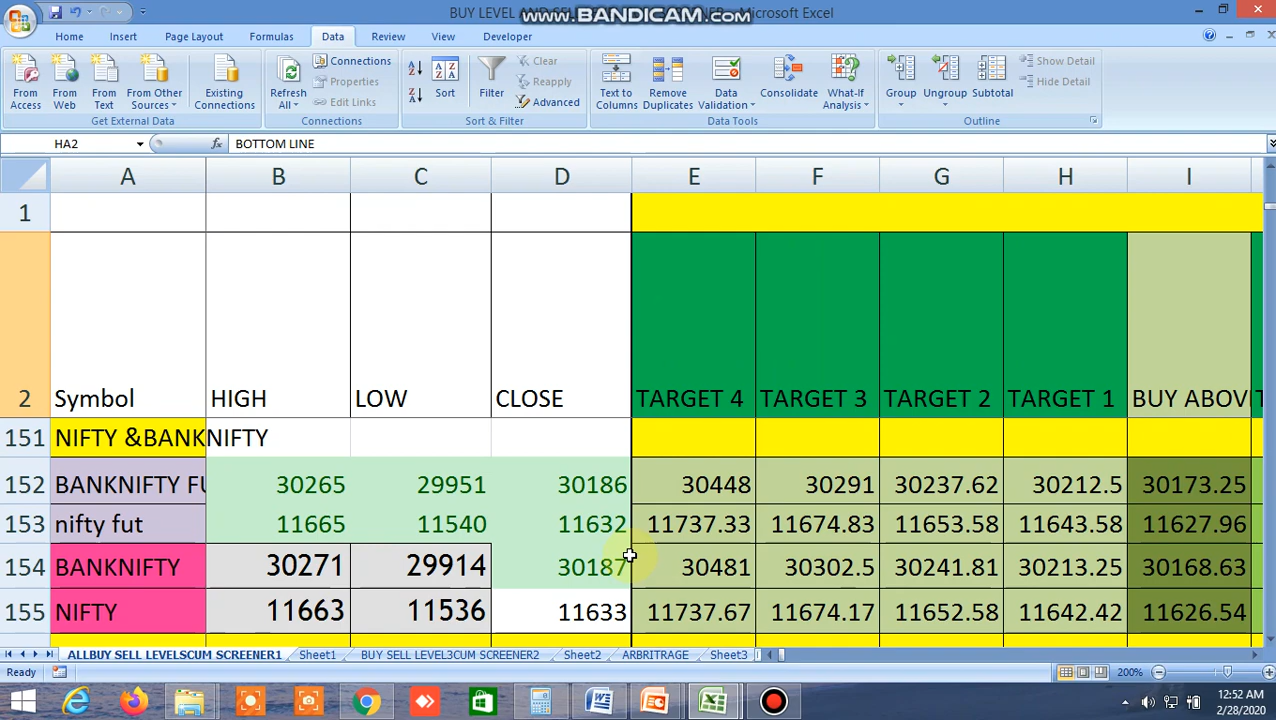 BUY LEVEL AND SEL - Microsoft Excel
www.BANDICAM.com
Home Insert Page Layout Formulas Data Review View Developer
From Access
From Web
From Text
From Other Sources
Existing Connections
Refresh All
Connections
Properties
Edit Links
Sort
Filter
Clear
Reapply
Advanced
Text to Columns
Remove Duplicates
Data Validation
Consolidate
What-If Analysis
Group
Ungroup
Subtotal
Show Detail
Hide Detail
Get External Data Connections Sort & Filter Data Tools Outline
HA2 fx BOTTOM LINE
A B C D E F G H I
1
2 Symbol HIGH LOW CLOSE TARGET 4 TARGET 3 TARGET 2 TARGET 1 BUY ABOV T
151 NIFTY &BANKNIFTY
152 BANKNIFTY FU 30265 29951 30186 30448 30291 30237.62 30212.5 30173.25
153 nifty fut 11665 11540 11632 11737.33 11674.83 11653.58 11643.58 11627.96
154 BANKNIFTY 30271 29914 30187 30481 30302.5 30241.81 30213.25 30168.63
155 NIFTY 11663 11536 11633 11737.67 11674.17 11652.58 11642.42 11626.54
ALLBUY SELL LEVELSCUM SCREENER1 Sheet1 BUY SELL LEVEL3CUM SCREENER2 Sheet2 ARBRITRAGE Sheet3
Ready 200%
12:52 AM
2/28/2020